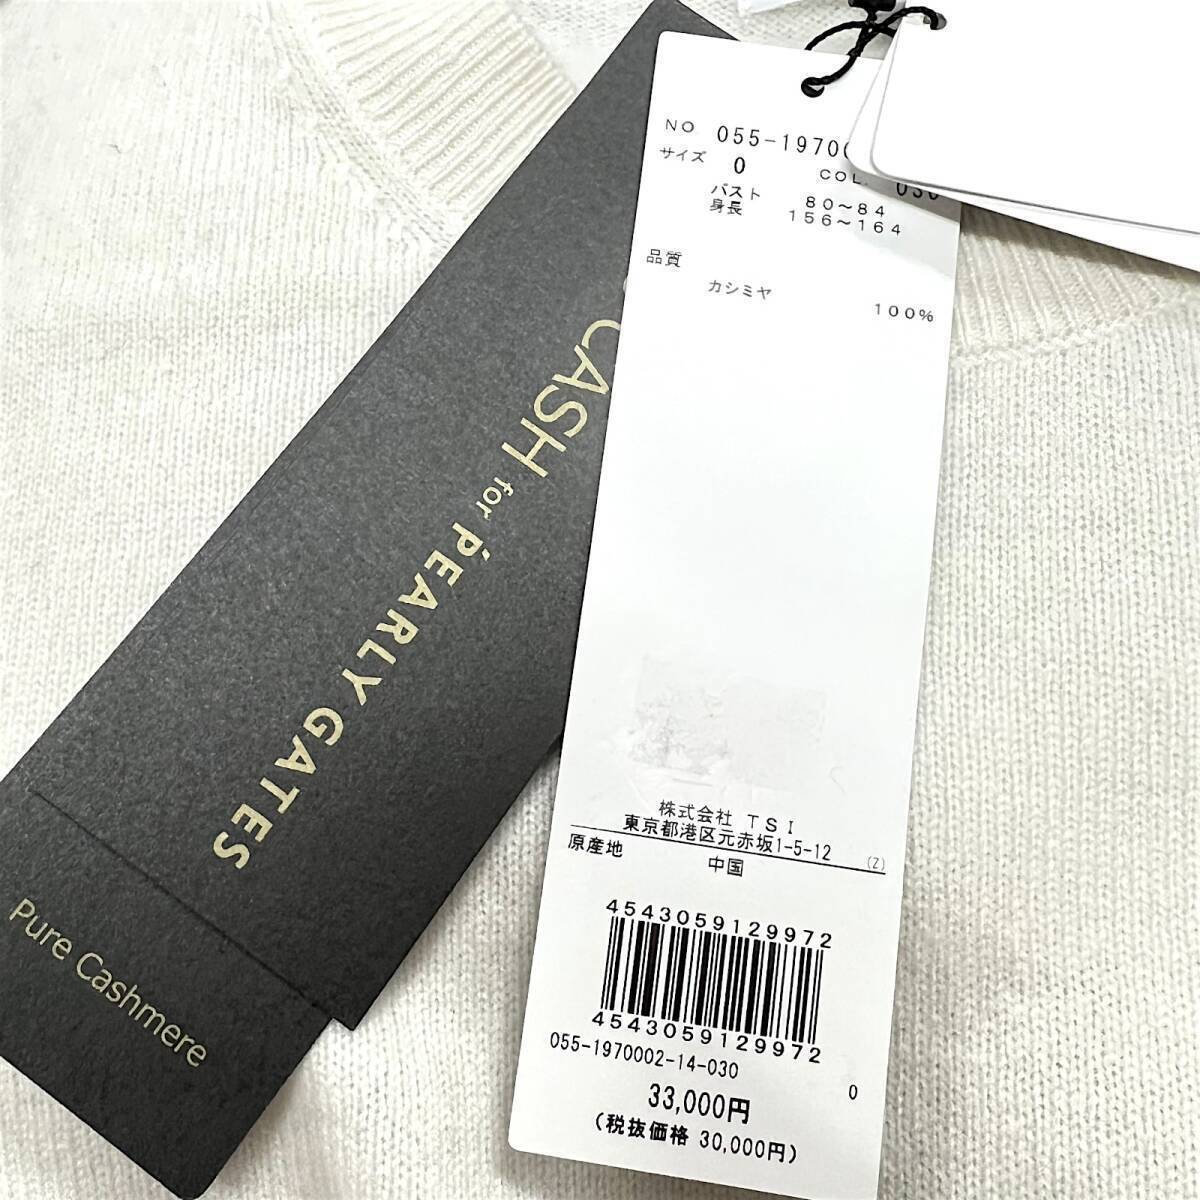 CASH for PEARLY GATES
Pure Cashmere
NO 055-1970
サイズ 0 COL. 030
バスト 80～84
身長 156～164
品質
カシミヤ 100%
株式会社 TSI
東京都港区元赤坂1-5-12 (Z)
原産地 中国
4543059129972
4543059129972
055-1970002-14-030 0
33,000円
(税抜価格 30,000円)